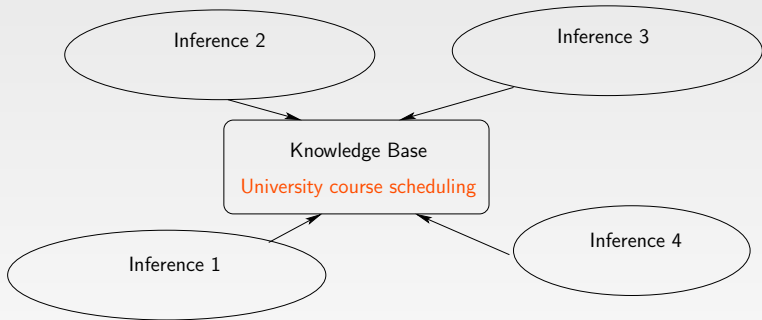 Inference 2
Inference 3
Knowledge Base
University course scheduling
Inference 1
Inference 4